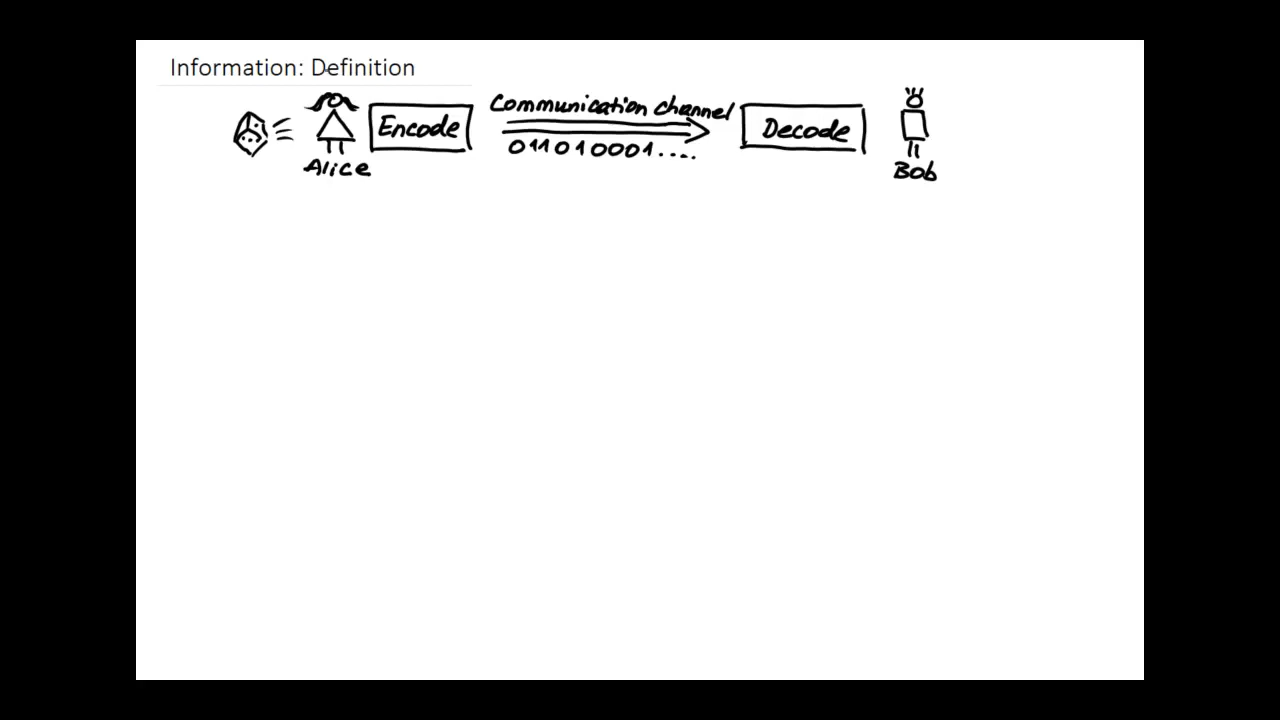 Information: Definition
Communication channel
Encode
Decode
011010001....
Alice
Bob